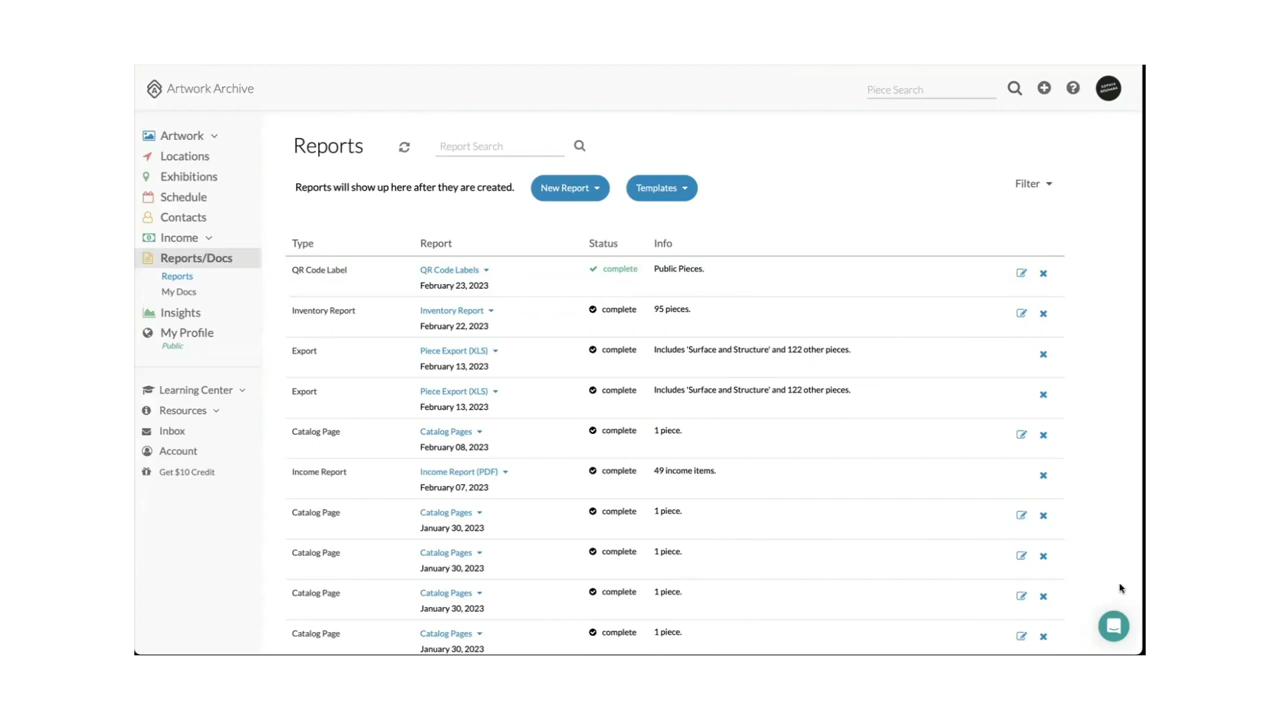 Artwork Archive
Piece Search
Artwork
Locations
Exhibitions
Schedule
Contacts
Income
Reports/Docs
Reports
My Docs
Insights
My Profile
Public
Learning Center
Resources
Inbox
Account
Get $10 Credit
Reports
Report Search
Reports will show up here after they are created.
New Report
Templates
Filter
Type Report Status Info
QR Code Label QR Code Labels complete Public Pieces.
February 23, 2023
Inventory Report Inventory Report complete 95 pieces.
February 22, 2023
Export Piece Export (XLS) complete Includes 'Surface and Structure' and 122 other pieces.
February 13, 2023
Export Piece Export (XLS) complete Includes 'Surface and Structure' and 122 other pieces.
February 13, 2023
Catalog Page Catalog Pages complete 1 piece.
February 08, 2023
Income Report Income Report (PDF) complete 49 income items.
February 07, 2023
Catalog Page Catalog Pages complete 1 piece.
January 30, 2023
Catalog Page Catalog Pages complete 1 piece.
January 30, 2023
Catalog Page Catalog Pages complete 1 piece.
January 30, 2023
Catalog Page Catalog Pages complete 1 piece.
January 30, 2023